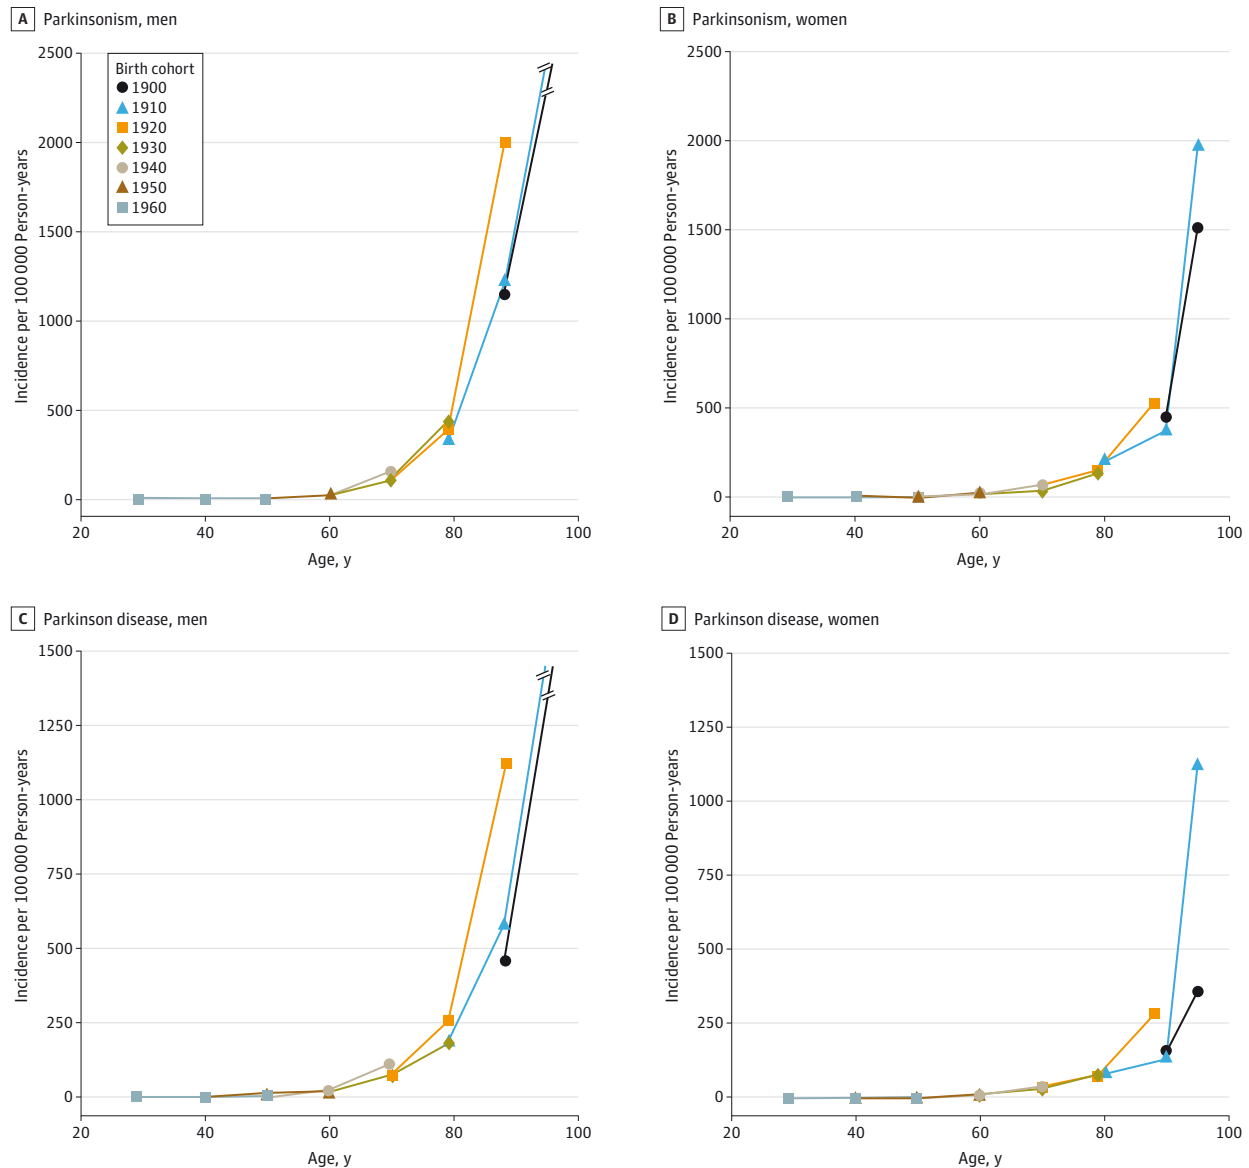 A Parkinsonism, men
2500
2000
1500
1000
500
0
Incidence per 100 000 Person-years
Birth cohort
1900
1910
1920
1930
1940
1950
1960
20 40 60 80 100
Age, y
B Parkinsonism, women
2500
2000
1500
1000
500
0
Incidence per 100 000 Person-years
20 40 60 80 100
Age, y
C Parkinson disease, men
1500
1250
1000
750
500
250
0
Incidence per 100 000 Person-years
20 40 60 80 100
Age, y
D Parkinson disease, women
1500
1250
1000
750
500
250
0
Incidence per 100 000 Person-years
20 40 60 80 100
Age, y